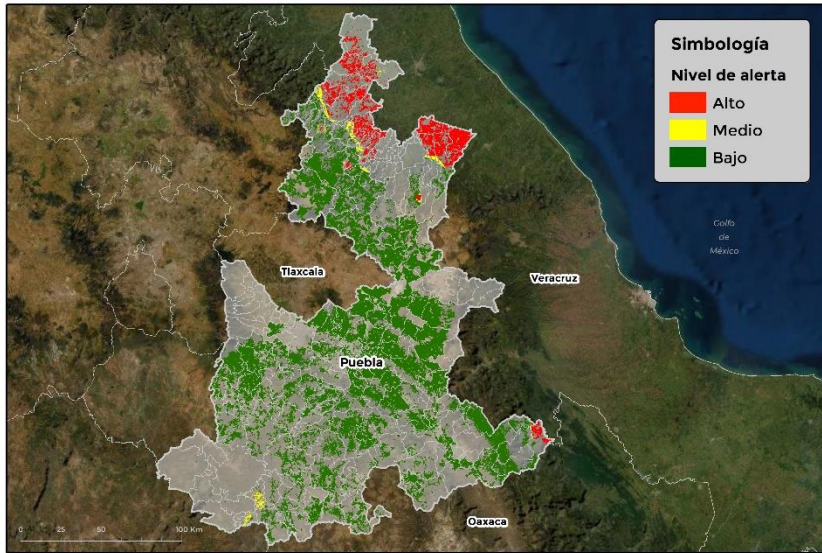 Simbología
Nivel de alerta
Alto
Medio
Bajo
Golfo
de
México
Tlaxcala
Veracruz
Puebla
Oaxaca
0 25 50 100 Km